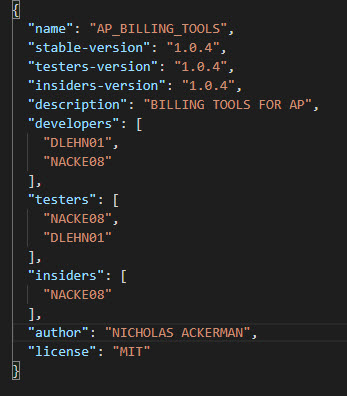 {
"name": "AP_BILLING_TOOLS",
"stable-version": "1.0.4",
"testers-version": "1.0.4",
"insiders-version": "1.0.4",
"description": "BILLING TOOLS FOR AP",
"developers": [
"DLEHN01",
"NACKE08"
],
"testers": [
"NACKE08",
"DLEHN01"
],
"insiders": [
"NACKE08"
],
"author": "NICHOLAS ACKERMAN",
"license": "MIT"
}